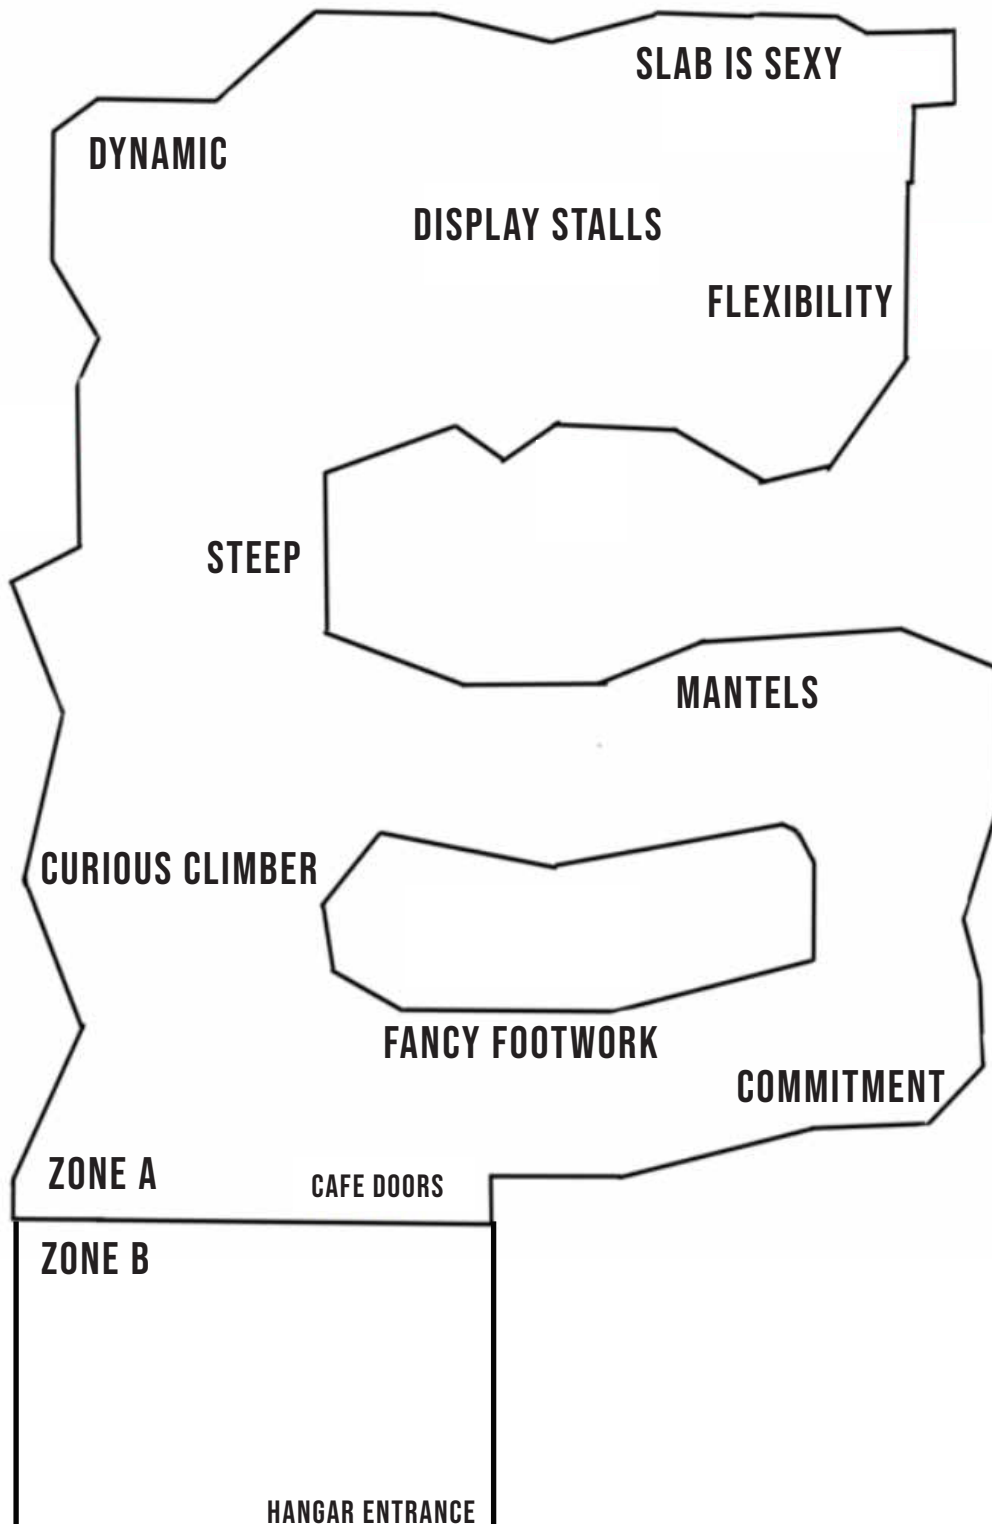 SLAB IS SEXY
DYNAMIC
DISPLAY STALLS
FLEXIBILITY
STEEP
MANTELS
CURIOUS CLIMBER
FANCY FOOTWORK
COMMITMENT
ZONE A
CAFE DOORS
ZONE B
HANGAR ENTRANCE